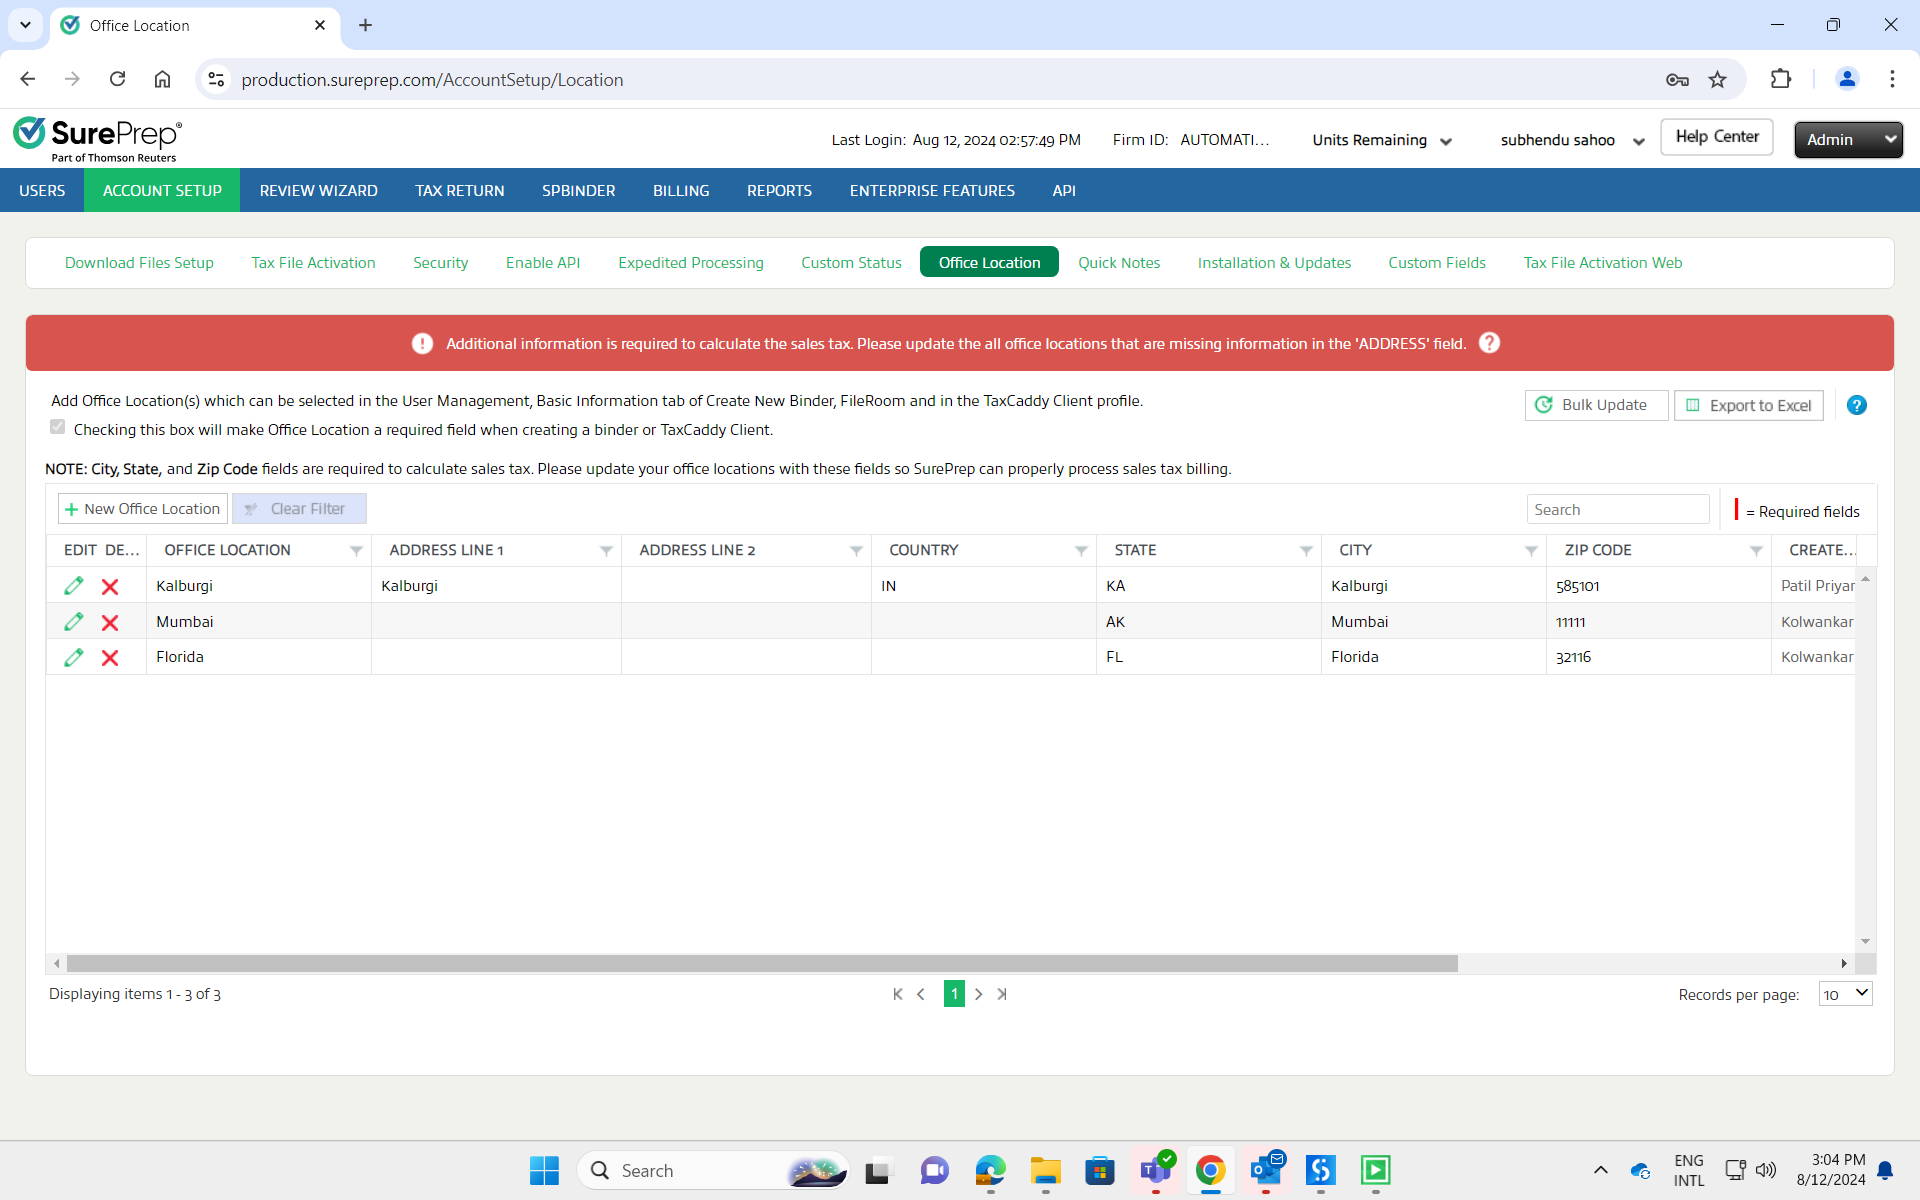 Office Location
production.sureprep.com/AccountSetup/Location
SurePrep®
Part of Thomson Reuters
Last Login: Aug 12, 2024 02:57:49 PM
Firm ID: AUTOMATI...
Units Remaining
subhendu sahoo
Help Center
Admin
USERS ACCOUNT SETUP REVIEW WIZARD TAX RETURN SPBINDER BILLING REPORTS ENTERPRISE FEATURES API
Download Files Setup Tax File Activation Security Enable API Expedited Processing Custom Status Office Location Quick Notes Installation & Updates Custom Fields Tax File Activation Web
Additional information is required to calculate the sales tax. Please update the all office locations that are missing information in the 'ADDRESS' field. ?
Add Office Location(s) which can be selected in the User Management, Basic Information tab of Create New Binder, FileRoom and in the TaxCaddy Client profile.
Bulk Update Export to Excel ?
Checking this box will make Office Location a required field when creating a binder or TaxCaddy Client.
NOTE: City, State, and Zip Code fields are required to calculate sales tax. Please update your office locations with these fields so SurePrep can properly process sales tax billing.
+ New Office Location Clear Filter Search = Required fields
EDIT DE... OFFICE LOCATION ADDRESS LINE 1 ADDRESS LINE 2 COUNTRY STATE CITY ZIP CODE CREATE...
Kalburgi Kalburgi IN KA Kalburgi 585101 Patil Priyar
Mumbai AK Mumbai 11111 Kolwankar
Florida FL Florida 32116 Kolwankar
Displaying items 1 - 3 of 3
1
Records per page: 10
Search
ENG
INTL
3:04 PM
8/12/2024